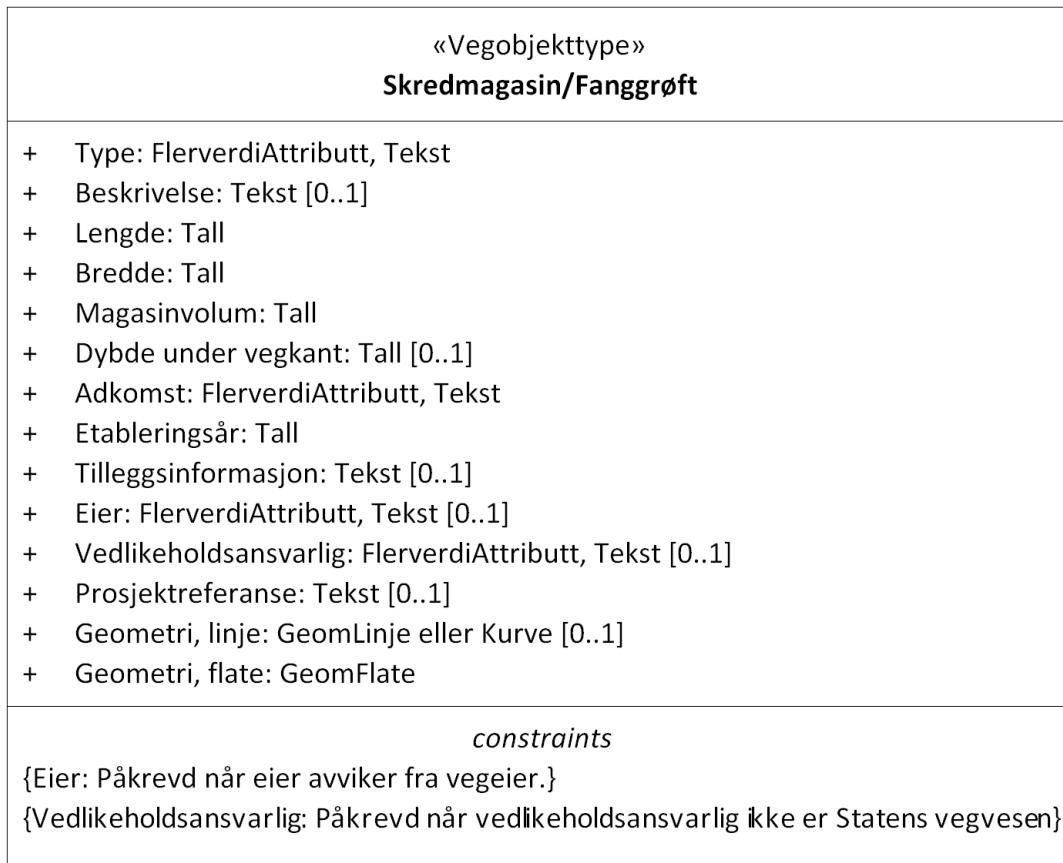 «Vegobjekttype»
Skredmagasin/Fanggrøft
+ Type: FlerverdiAttributt, Tekst
+ Beskrivelse: Tekst [0..1]
+ Lengde: Tall
+ Bredde: Tall
+ Magasinvolum: Tall
+ Dybde under vegkant: Tall [0..1]
+ Adkomst: FlerverdiAttributt, Tekst
+ Etableringsår: Tall
+ Tilleggsinformasjon: Tekst [0..1]
+ Eier: FlerverdiAttributt, Tekst [0..1]
+ Vedlikeholdsansvarlig: FlerverdiAttributt, Tekst [0..1]
+ Prosjektreferanse: Tekst [0..1]
+ Geometri, linje: GeomLinje eller Kurve [0..1]
+ Geometri, flate: GeomFlate
constraints
{Eier: Påkrevd når eier avviker fra vegeier.}
{Vedlikeholdsansvarlig: Påkrevd når vedlikeholdsansvarlig ikke er Statens vegvesen}